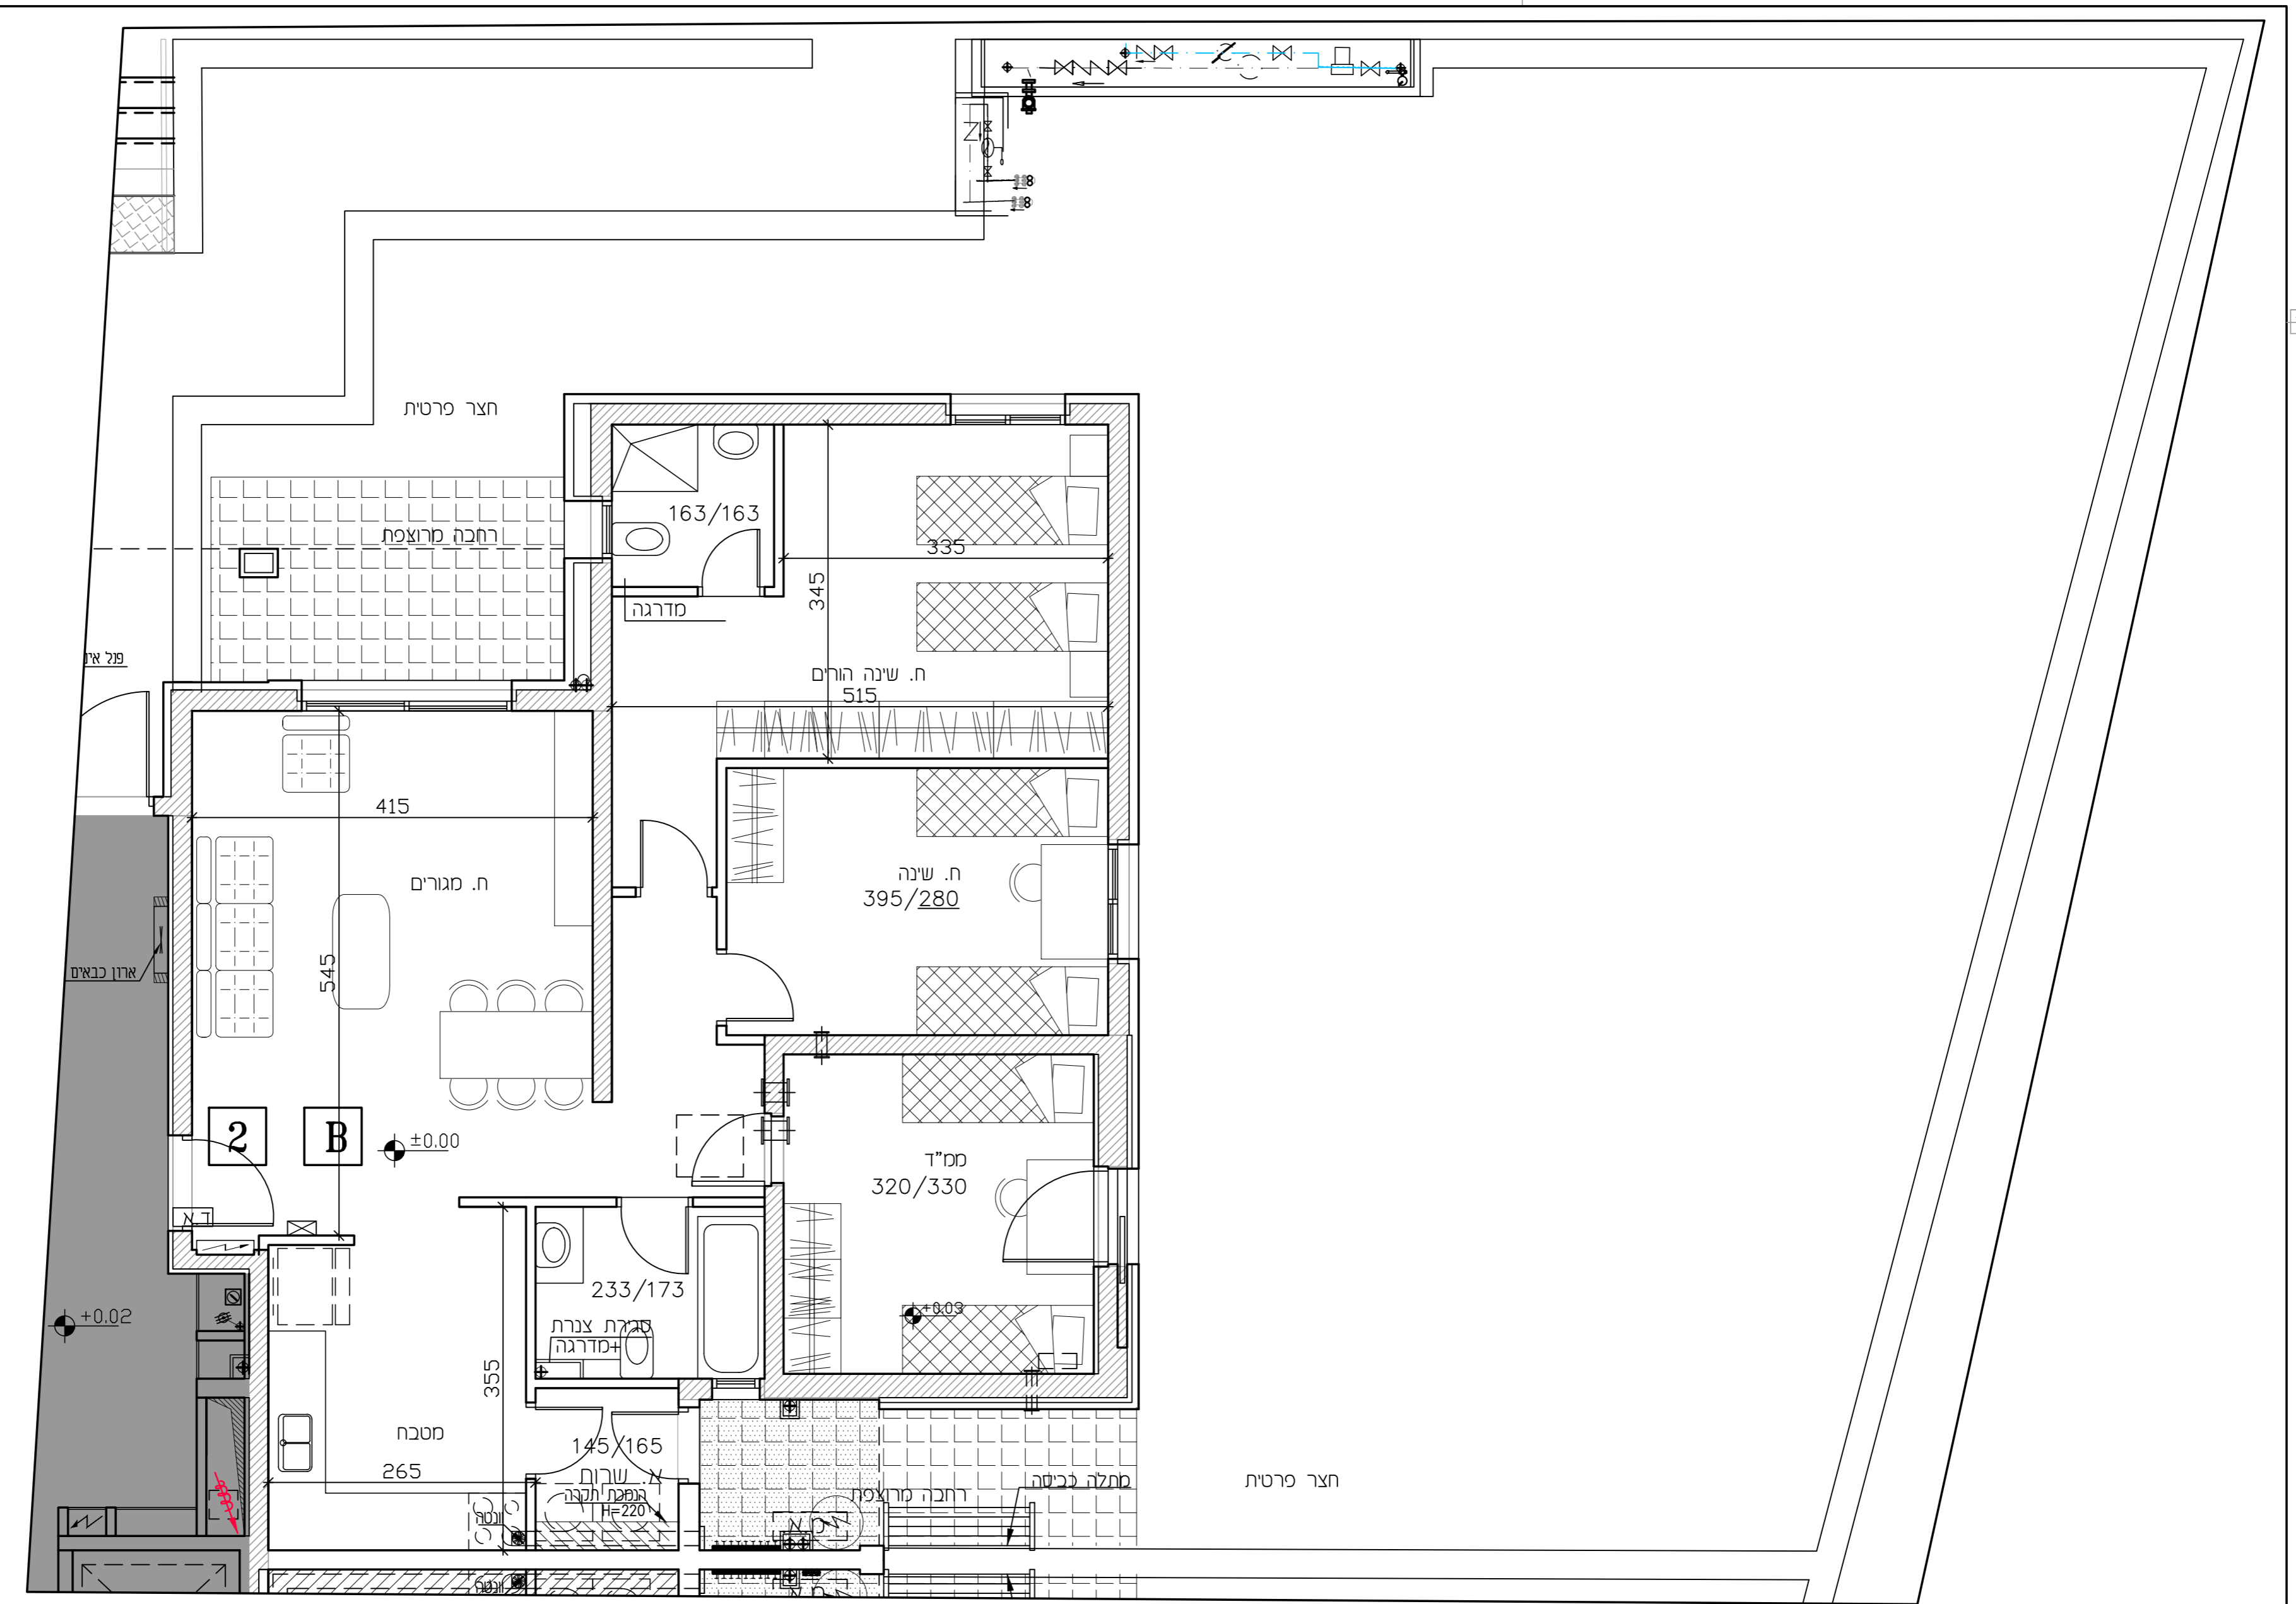 חצר פרטית
163/163
רחבה מרוצפת
335
345
מדרגה
פנל אינ
ח. שינה הורים
515
415
ח. מגורים
ח. שינה
395/280
545
ארון כבאים
2
B
±0.00
ממ"ד
320/330
ד.א
+0.02
233/173
+0.03
סגירת צנרת
+מדרגה
355
מטבח
145/165
265
א. שרות
הנמכת תקרה
H=220
רחבה מרוצפת
מתלה כביסה
חצר פרטית
וונטה
וונטה